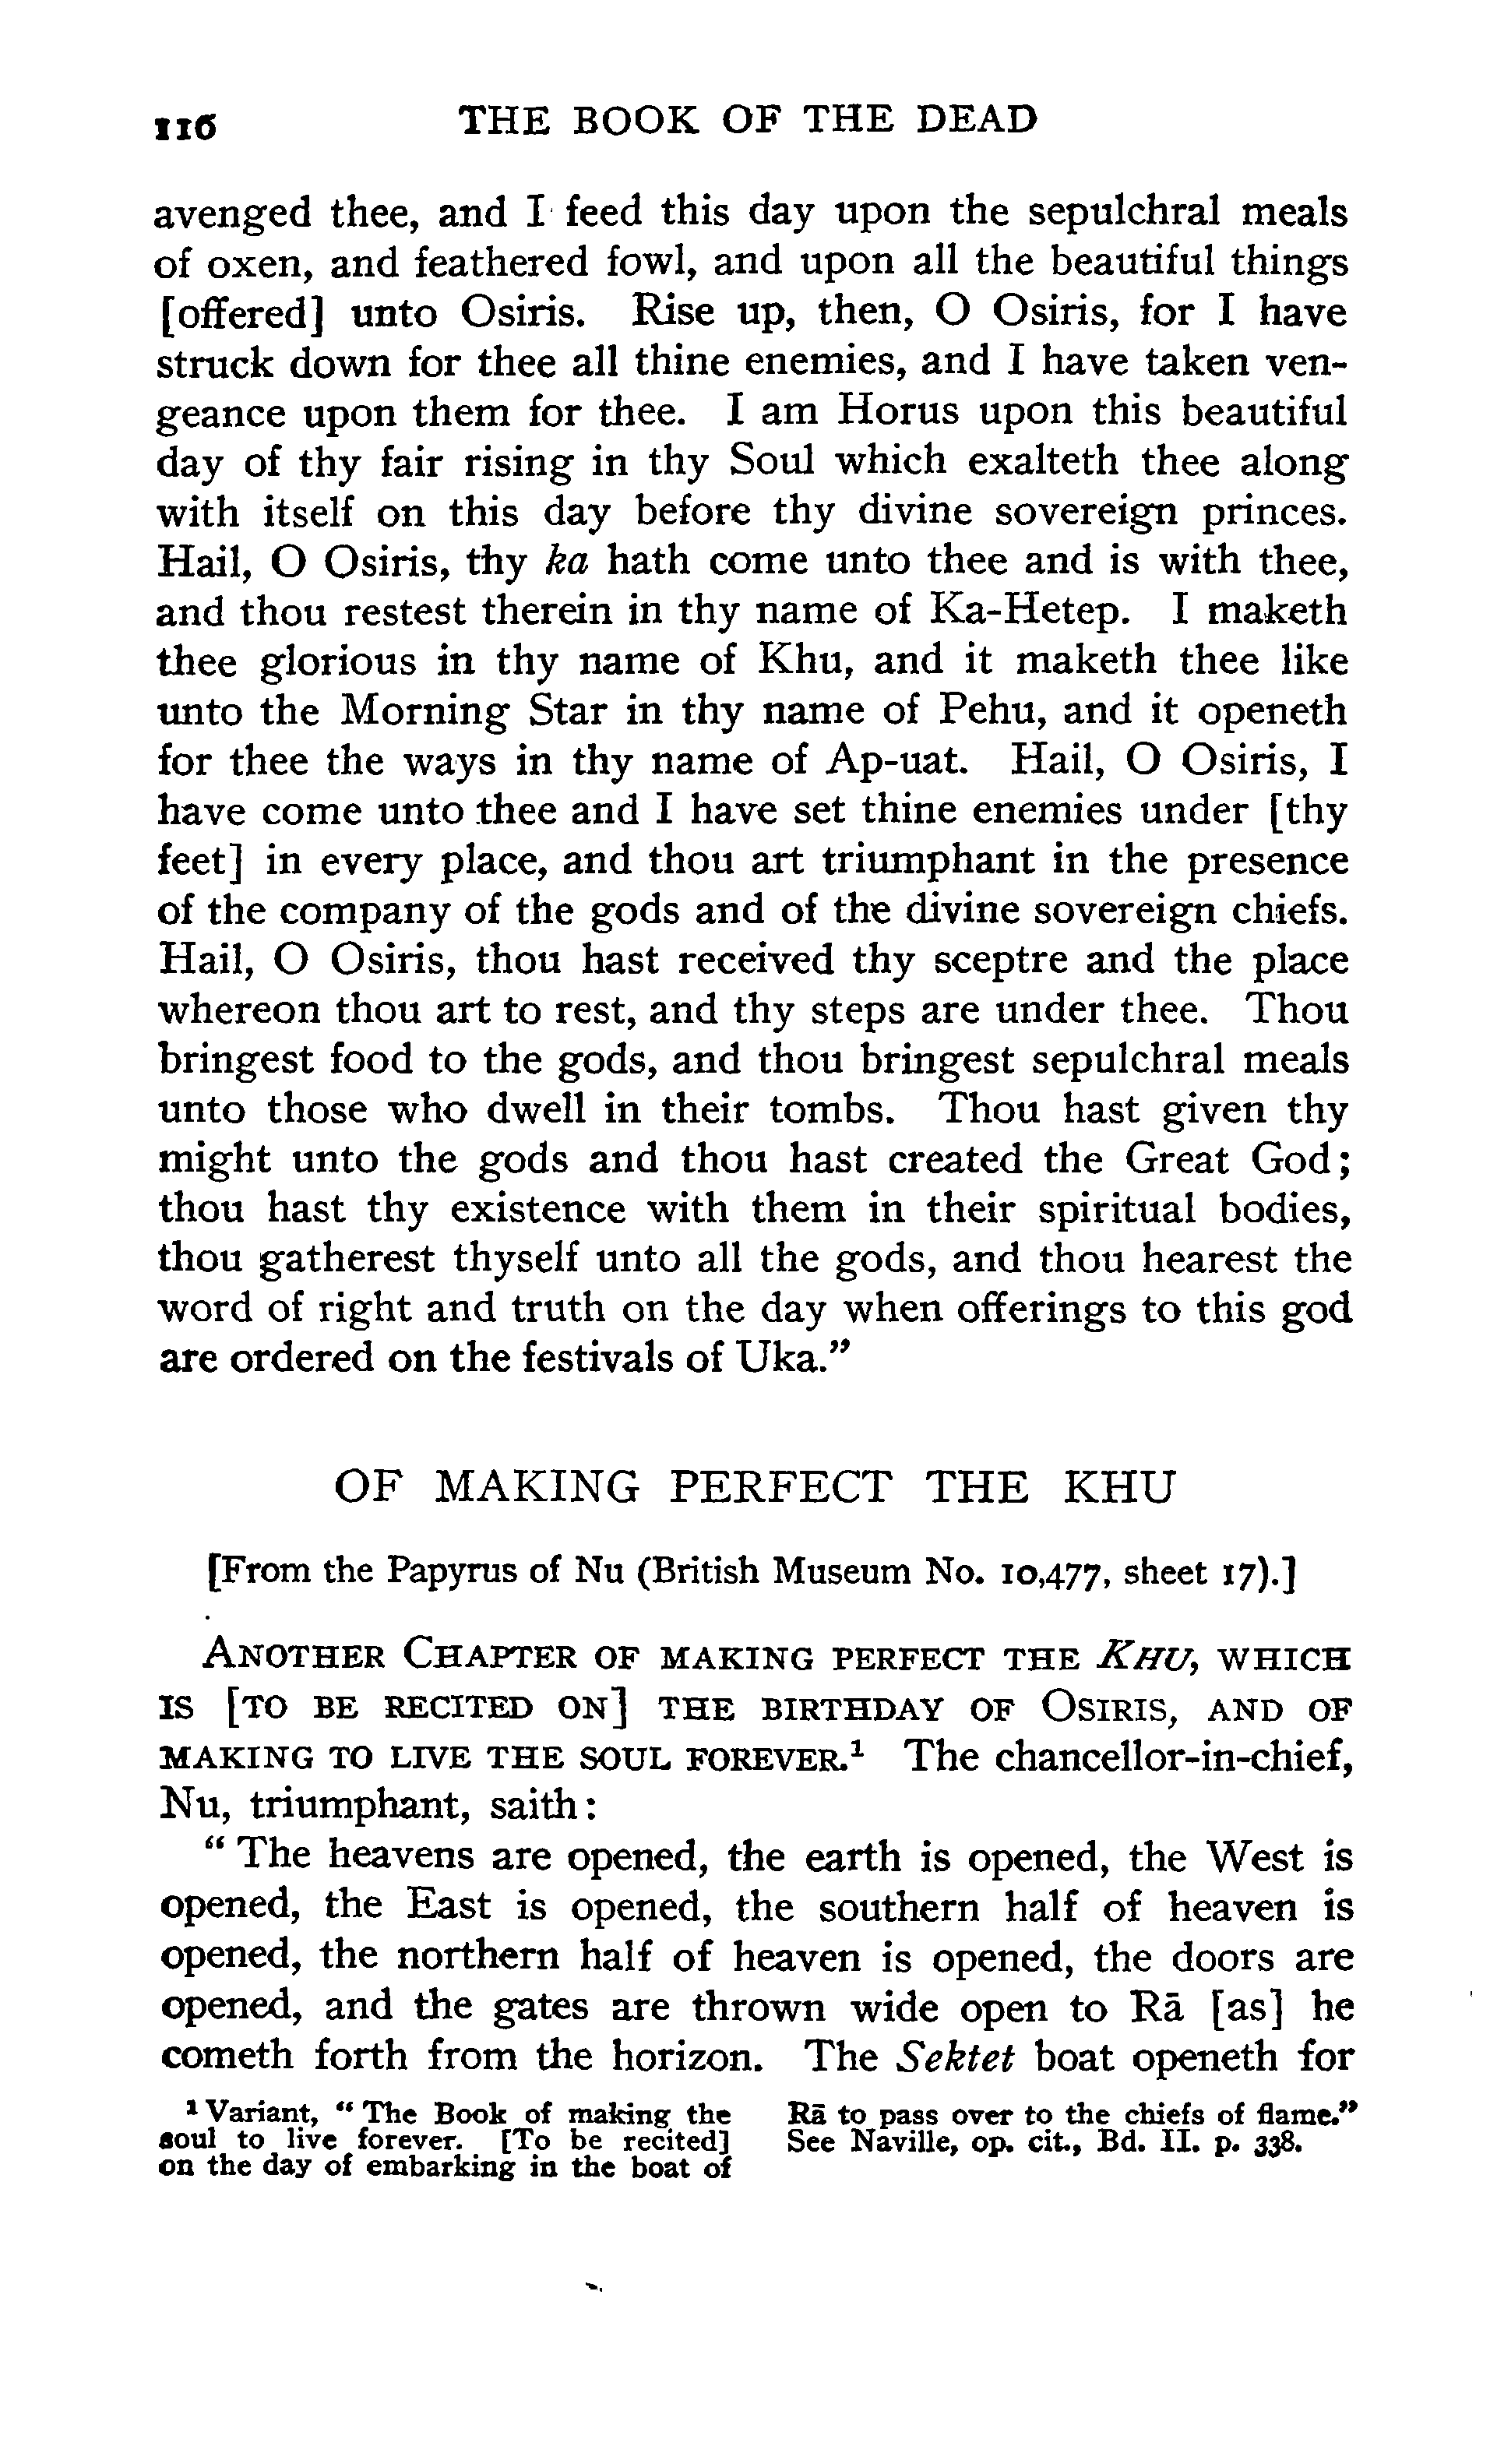 116 THE BOOK OF THE DEAD
avenged thee, and I feed this day upon the sepulchral meals
of oxen, and feathered fowl, and upon all the beautiful things
[offered] unto Osiris. Rise up, then, O Osiris, for I have
struck down for thee all thine enemies, and I have taken ven-
geance upon them for thee. I am Horus upon this beautiful
day of thy fair rising in thy Soul which exalteth thee along
with itself on this day before thy divine sovereign princes.
Hail, O Osiris, thy ka hath come unto thee and is with thee,
and thou restest therein in thy name of Ka-Hetep. I maketh
thee glorious in thy name of Khu, and it maketh thee like
unto the Morning Star in thy name of Pehu, and it openeth
for thee the ways in thy name of Ap-uat. Hail, O Osiris, I
have come unto thee and I have set thine enemies under [thy
feet] in every place, and thou art triumphant in the presence
of the company of the gods and of the divine sovereign chiefs.
Hail, O Osiris, thou hast received thy sceptre and the place
whereon thou art to rest, and thy steps are under thee. Thou
bringest food to the gods, and thou bringest sepulchral meals
unto those who dwell in their tombs. Thou hast given thy
might unto the gods and thou hast created the Great God;
thou hast thy existence with them in their spiritual bodies,
thou gatherest thyself unto all the gods, and thou hearest the
word of right and truth on the day when offerings to this god
are ordered on the festivals of Uka.”
OF MAKING PERFECT THE KHU
[From the Papyrus of Nu (British Museum No. 10,477, sheet 17).]
ANOTHER CHAPTER OF MAKING PERFECT THE KHU, WHICH
IS [TO BE RECITED ON] THE BIRTHDAY OF OSIRIS, AND OF
MAKING TO LIVE THE SOUL FOREVER.¹ The chancellor-in-chief,
Nu, triumphant, saith:
“The heavens are opened, the earth is opened, the West is
opened, the East is opened, the southern half of heaven is
opened, the northern half of heaven is opened, the doors are
opened, and the gates are thrown wide open to Rā [as] he
cometh forth from the horizon. The Sektet boat openeth for
¹ Variant, “The Book of making the
soul to live forever. [To be recited]
on the day of embarking in the boat of
Rā to pass over to the chiefs of flame.”
See Naville, op. cit., Bd. II. p. 338.